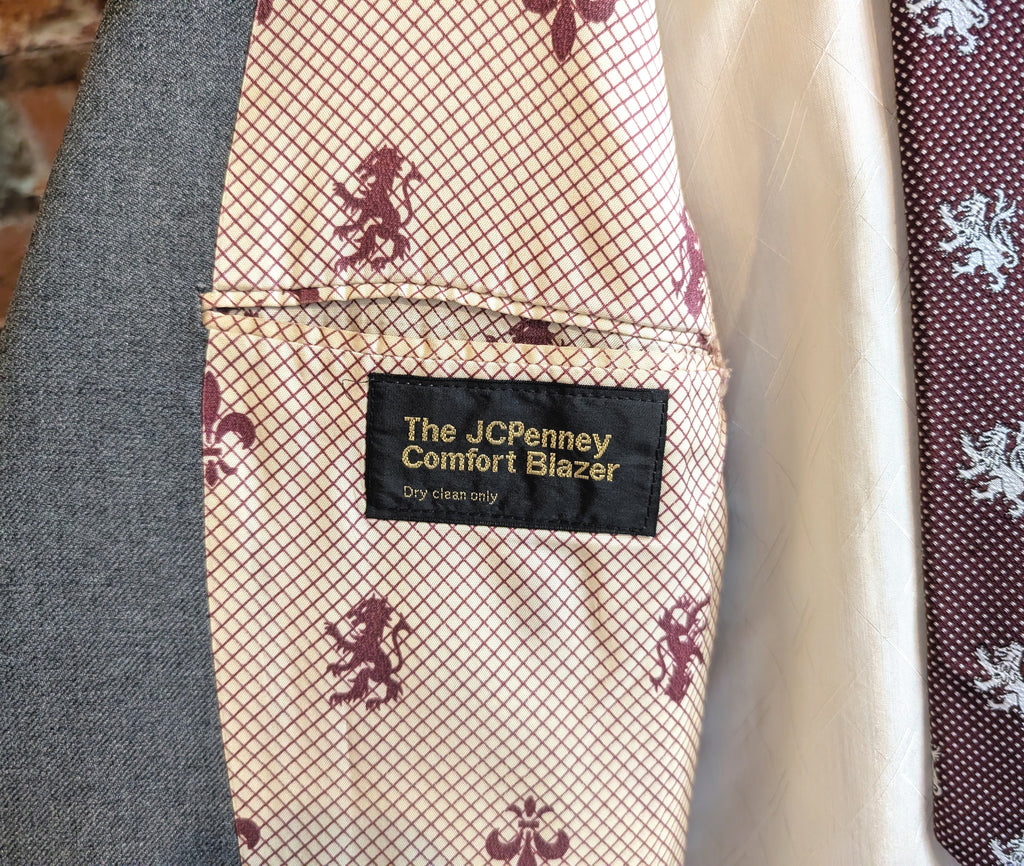 The JCPenney
Comfort Blazer
Dry clean only